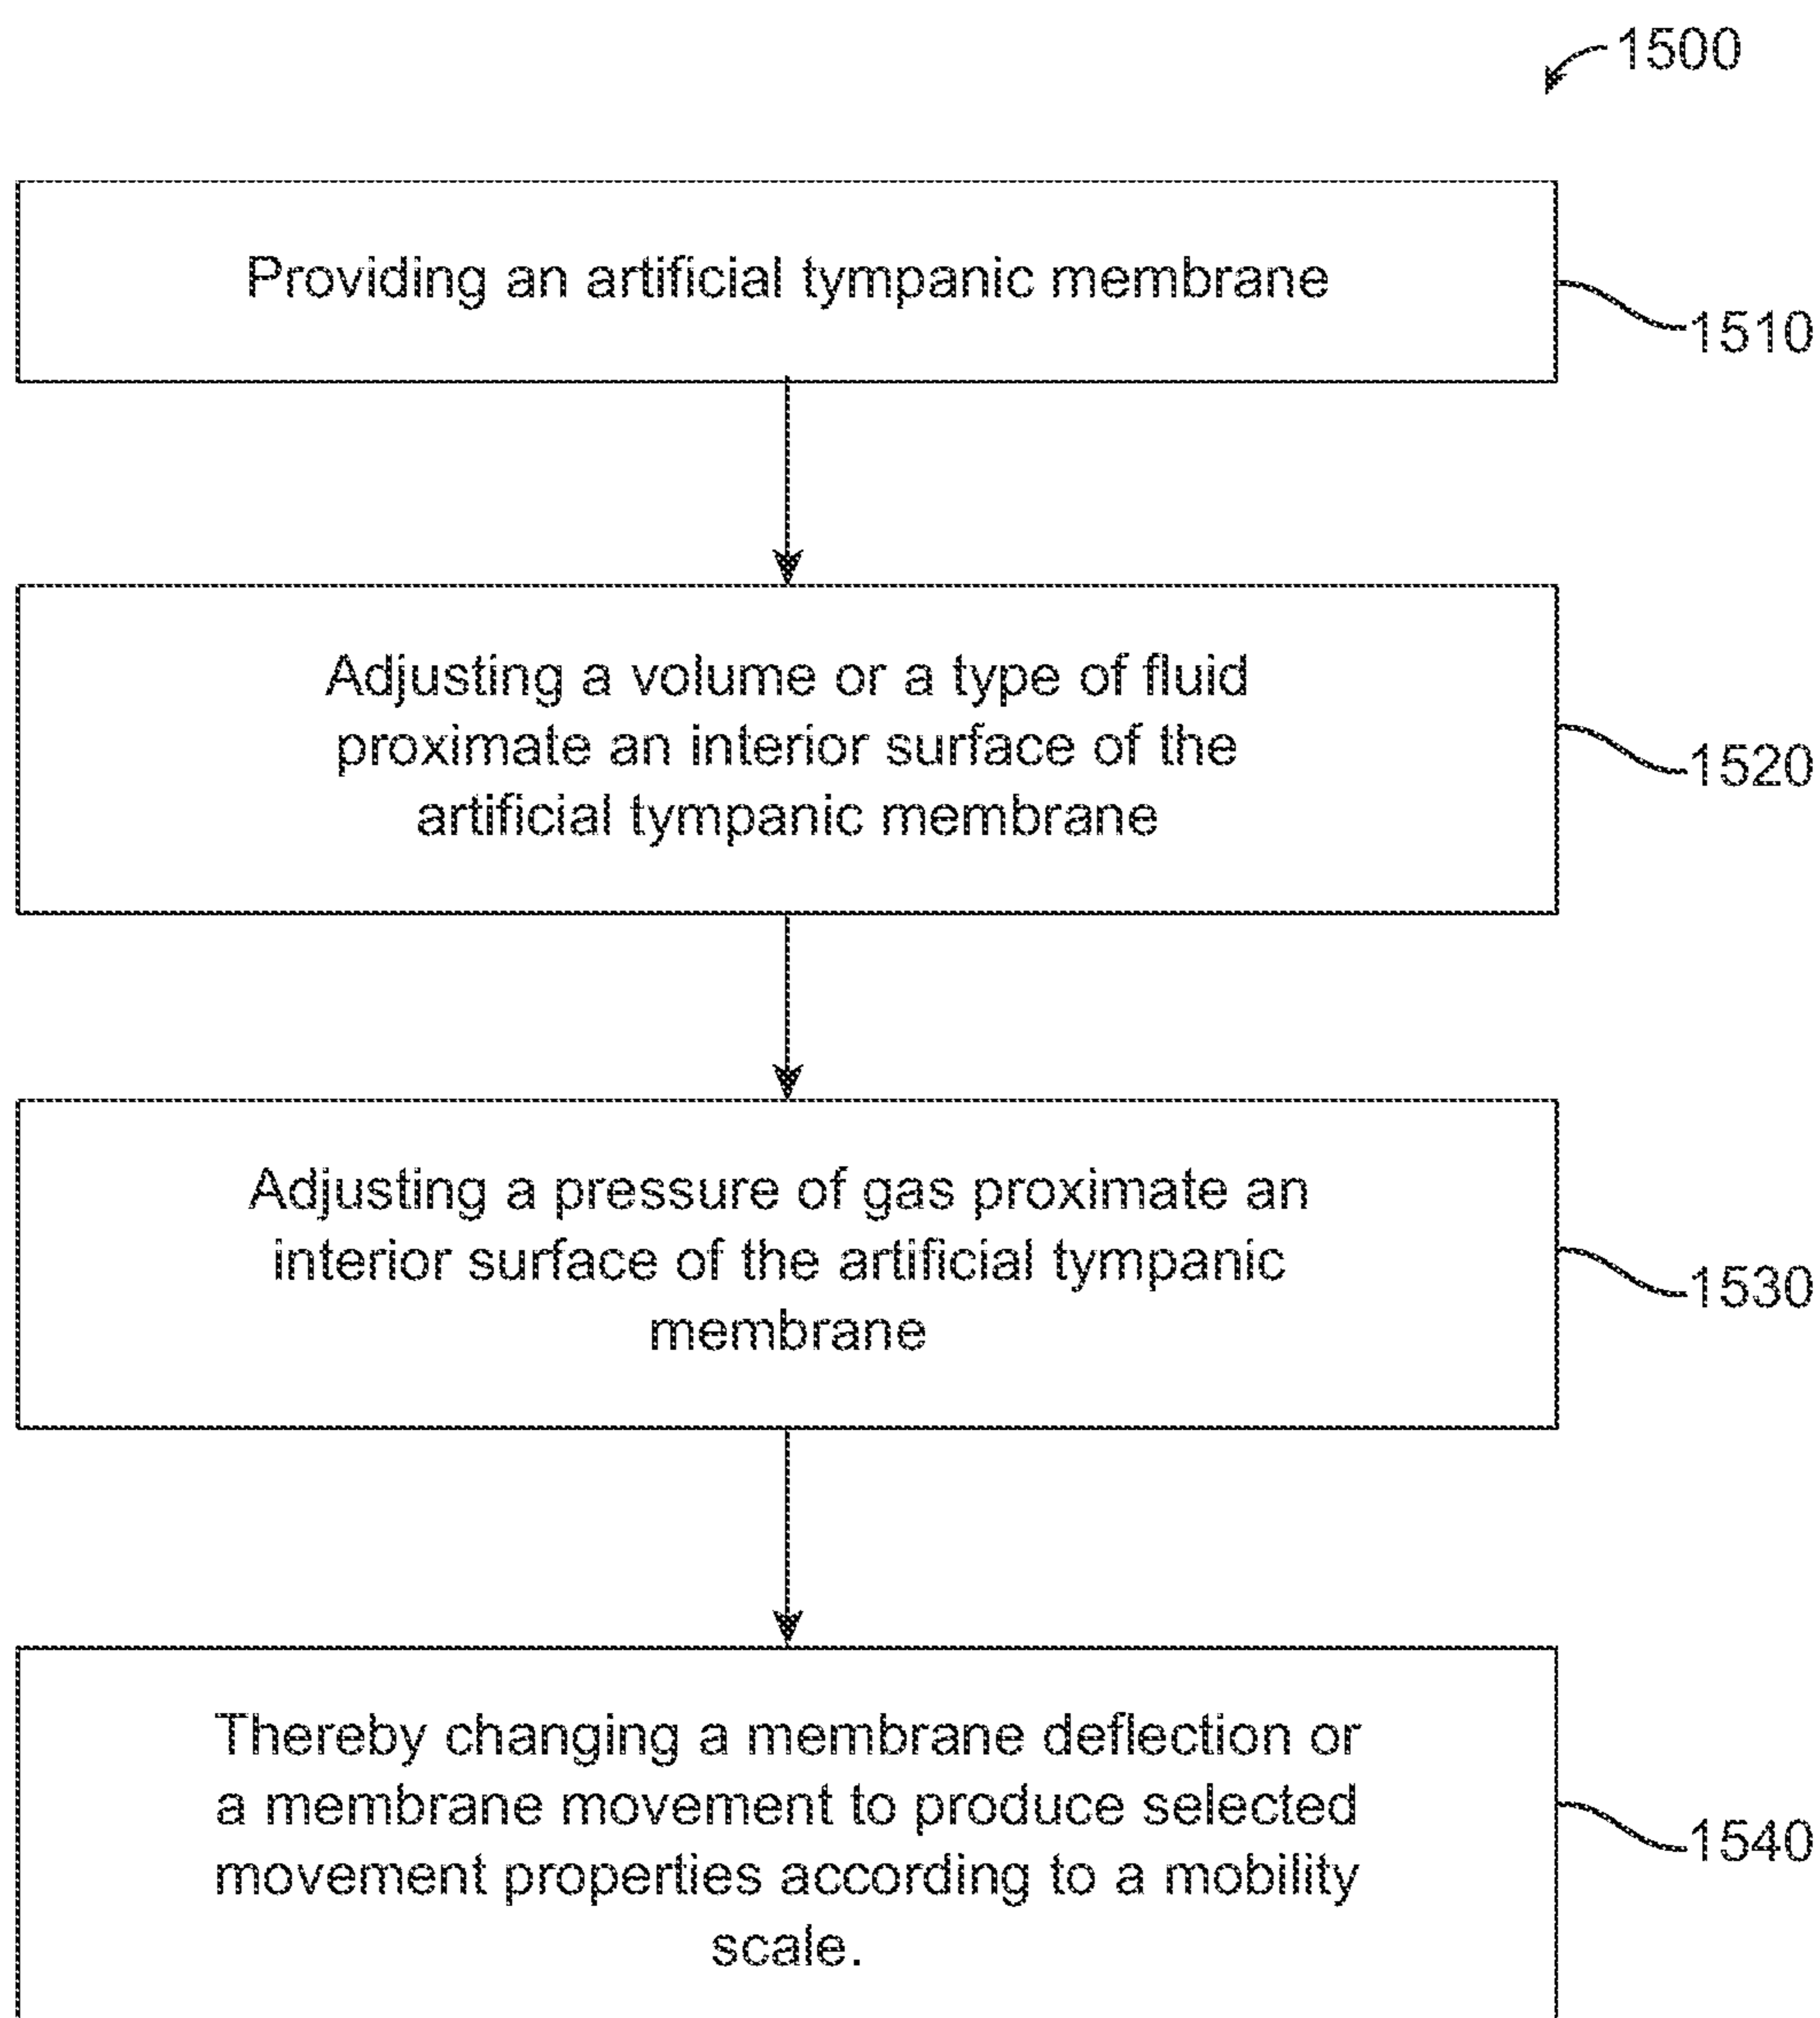 1500
Providing an artificial tympanic membrane
1510
Adjusting a volume or a type of fluid
proximate an interior surface of the
artificial tympanic membrane
1520
Adjusting a pressure of gas proximate an
interior surface of the artificial tympanic
membrane
1530
Thereby changing a membrane deflection or
a membrane movement to produce selected
movement properties according to a mobility
scale.
1540